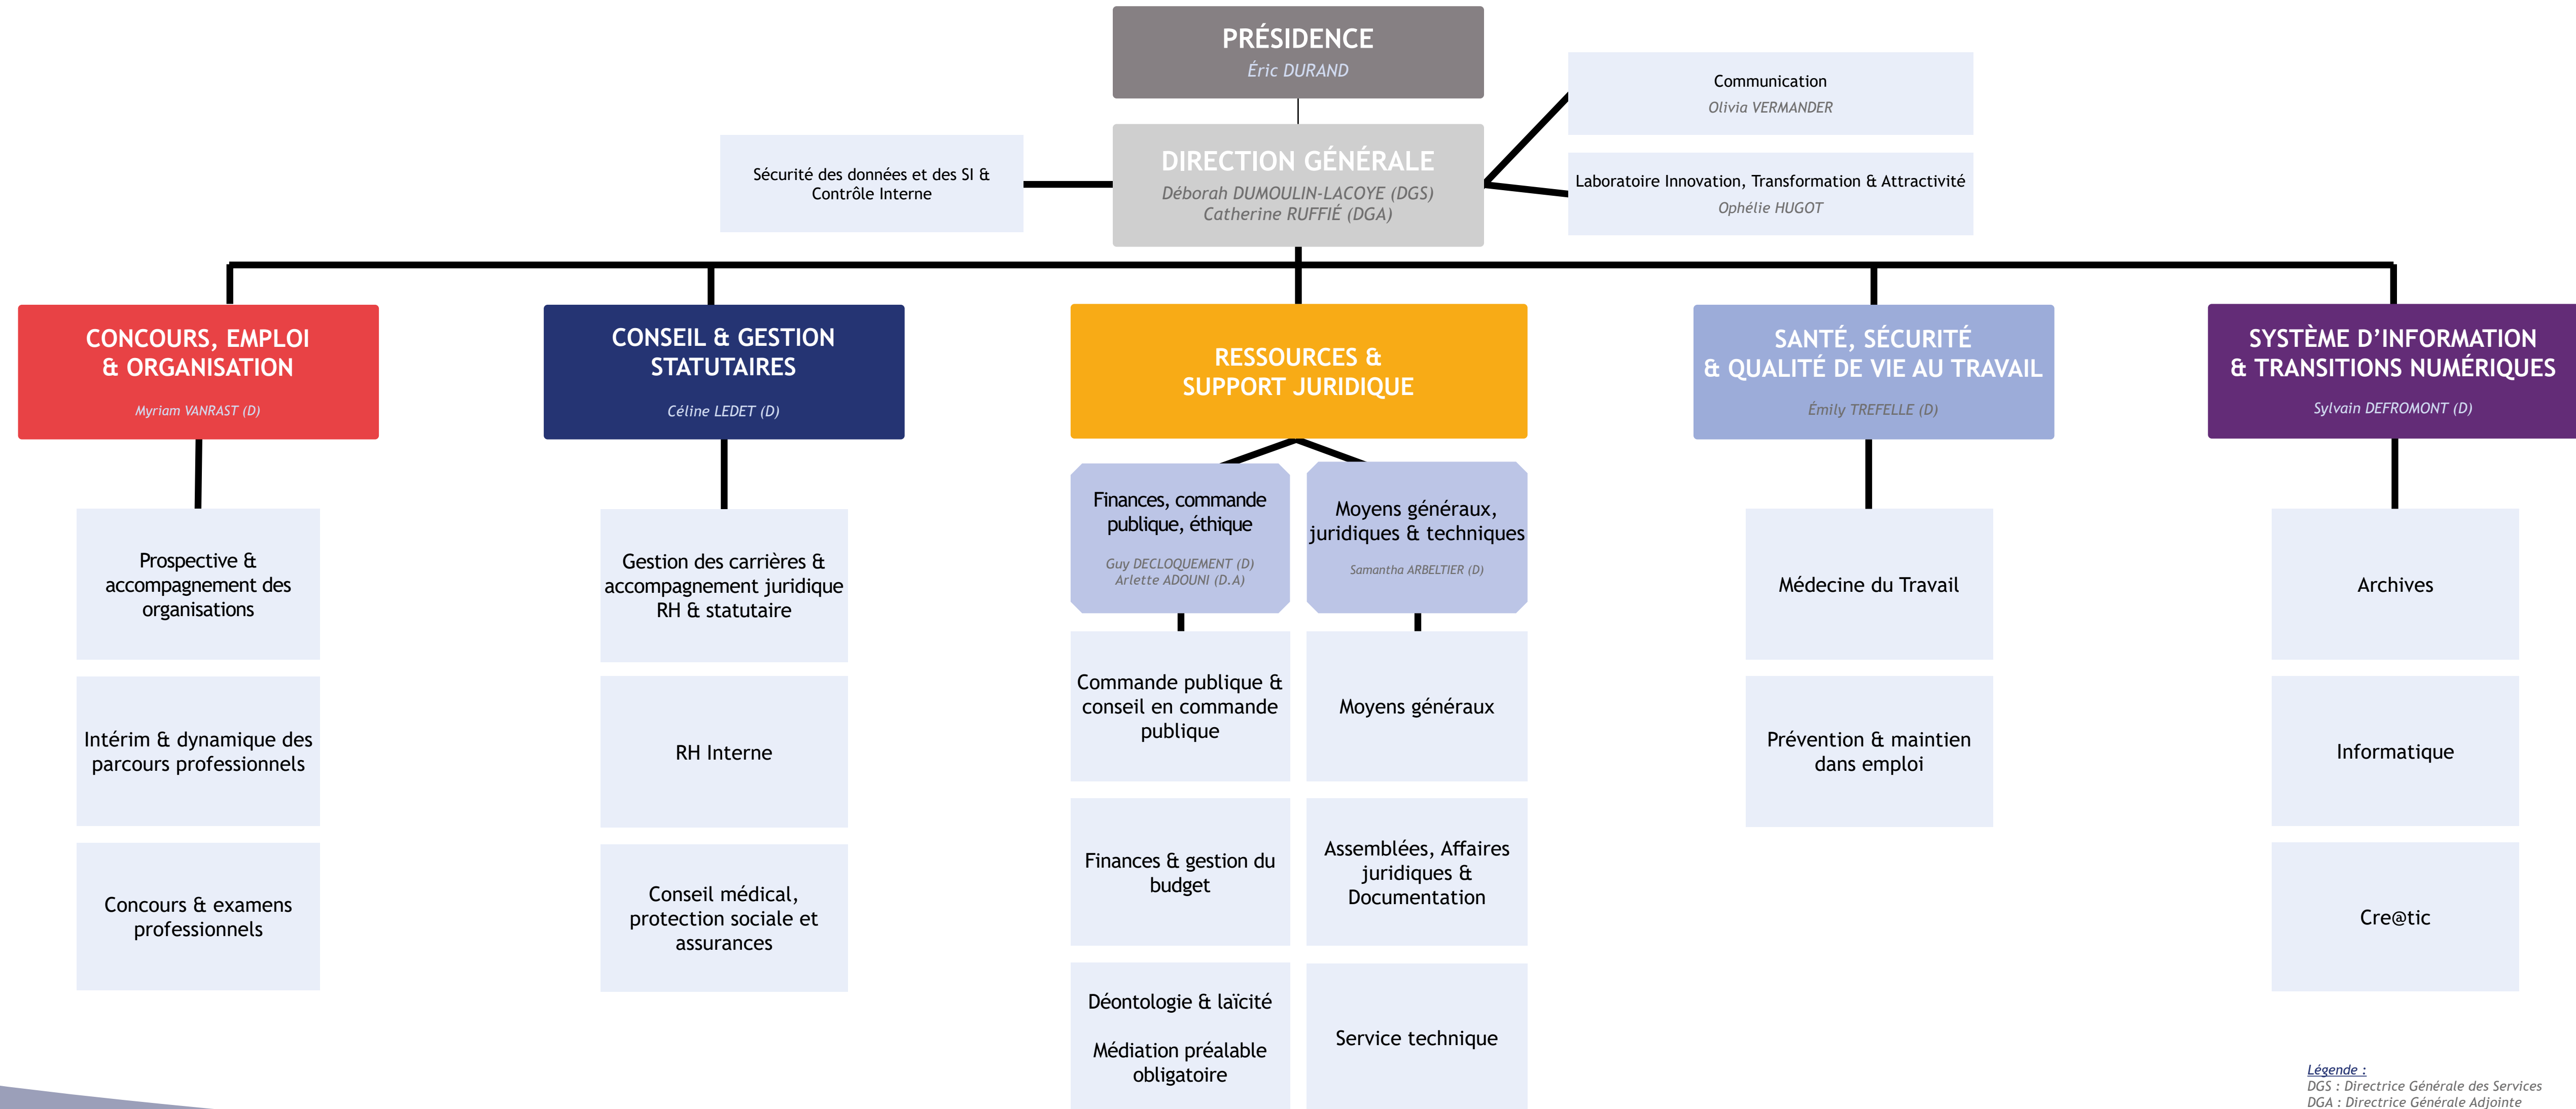 PRÉSIDENCE
Éric DURAND
Communication
Olivia VERMANDER
DIRECTION GÉNÉRALE
Déborah DUMOULIN-LACOYE (DGS)
Catherine RUFFIÉ (DGA)
Sécurité des données et des SI &
Contrôle Interne
Laboratoire Innovation, Transformation & Attractivité
Ophélie HUGOT
CONCOURS, EMPLOI
& ORGANISATION
Myriam VANRAST (D)
CONSEIL & GESTION
STATUTAIRES
Céline LEDET (D)
RESSOURCES &
SUPPORT JURIDIQUE
SANTÉ, SÉCURITÉ
& QUALITÉ DE VIE AU TRAVAIL
Émily TREFELLE (D)
SYSTÈME D’INFORMATION
& TRANSITIONS NUMÉRIQUES
Sylvain DEFROMONT (D)
Prospective &
accompagnement des
organisations
Intérim & dynamique des
parcours professionnels
Concours & examens
professionnels
Gestion des carrières &
accompagnement juridique
RH & statutaire
RH Interne
Conseil médical,
protection sociale et
assurances
Finances, commande
publique, éthique
Guy DECLOQUEMENT (D)
Arlette ADOUNI (D.A)
Commande publique &
conseil en commande
publique
Finances & gestion du
budget
Déontologie & laïcité
Médiation préalable
obligatoire
Moyens généraux,
juridiques & techniques
Samantha ARBELTIER (D)
Moyens généraux
Assemblées, Affaires
juridiques &
Documentation
Service technique
Médecine du Travail
Prévention & maintien
dans emploi
Archives
Informatique
Cre@tic
Légende :
DGS : Directrice Générale des Services
DGA : Directrice Générale Adjointe